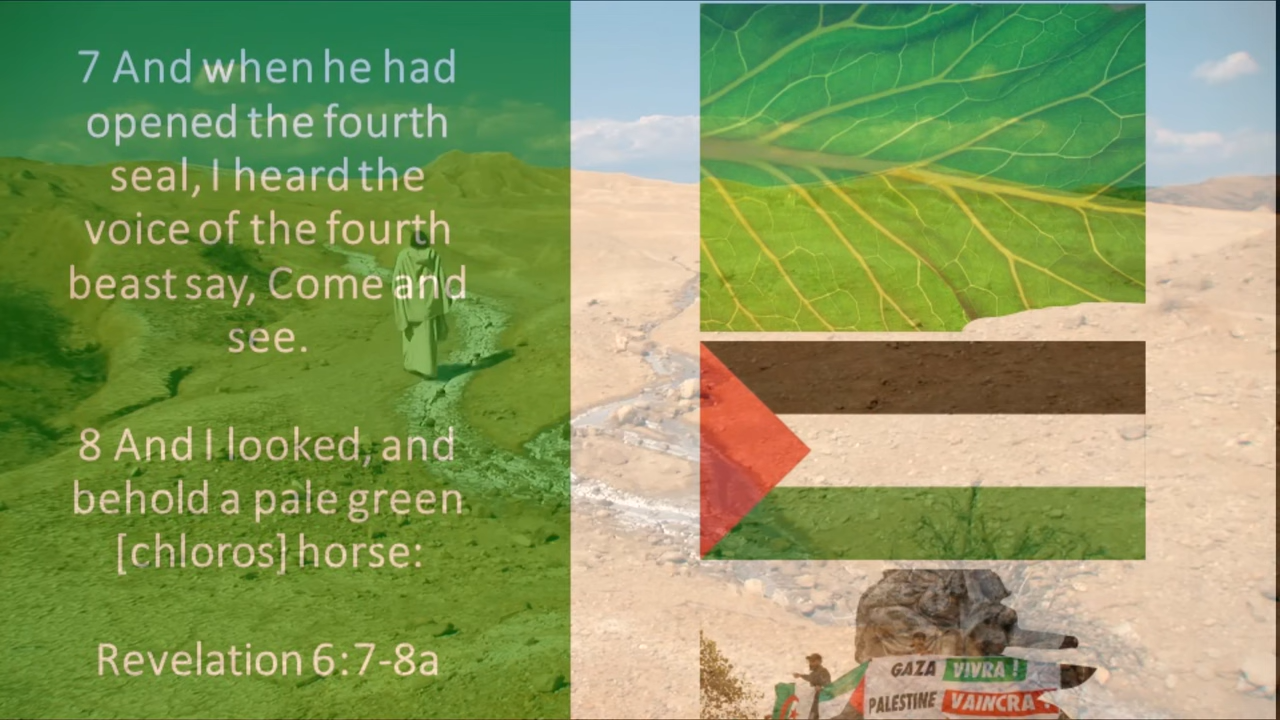 7 And when he had
opened the fourth
seal, I heard the
voice of the fourth
beast say, Come and
see.
8 And I looked, and
behold a pale green
[chloros] horse:
Revelation 6:7-8a
GAZA VIVRA !
PALESTINE VAINCRA !